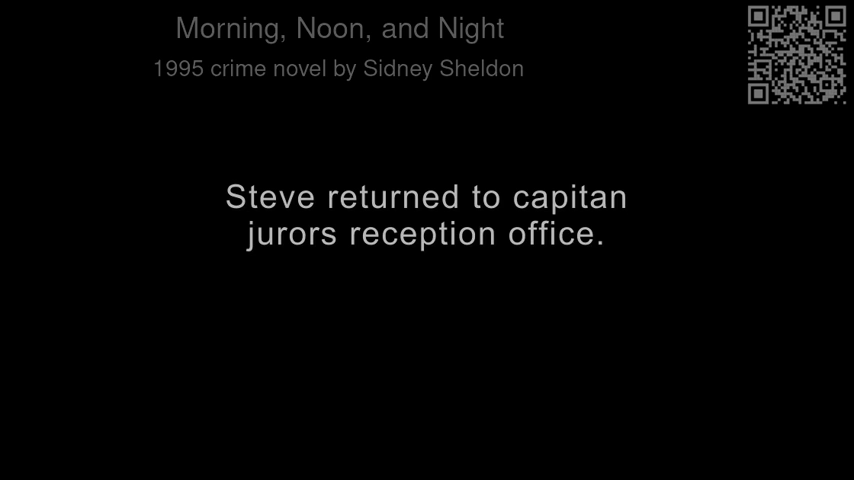 Morning, Noon, and Night
1995 crime novel by Sidney Sheldon
Steve returned to capitan
jurors reception office.